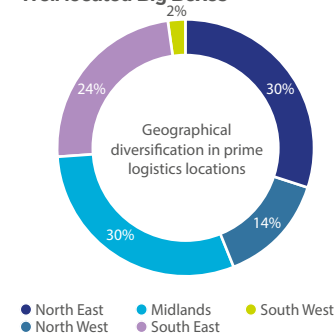 2%
24%
30%
Geographical
diversification in prime
logistics locations
14%
30%
North East Midlands South West
North West South East